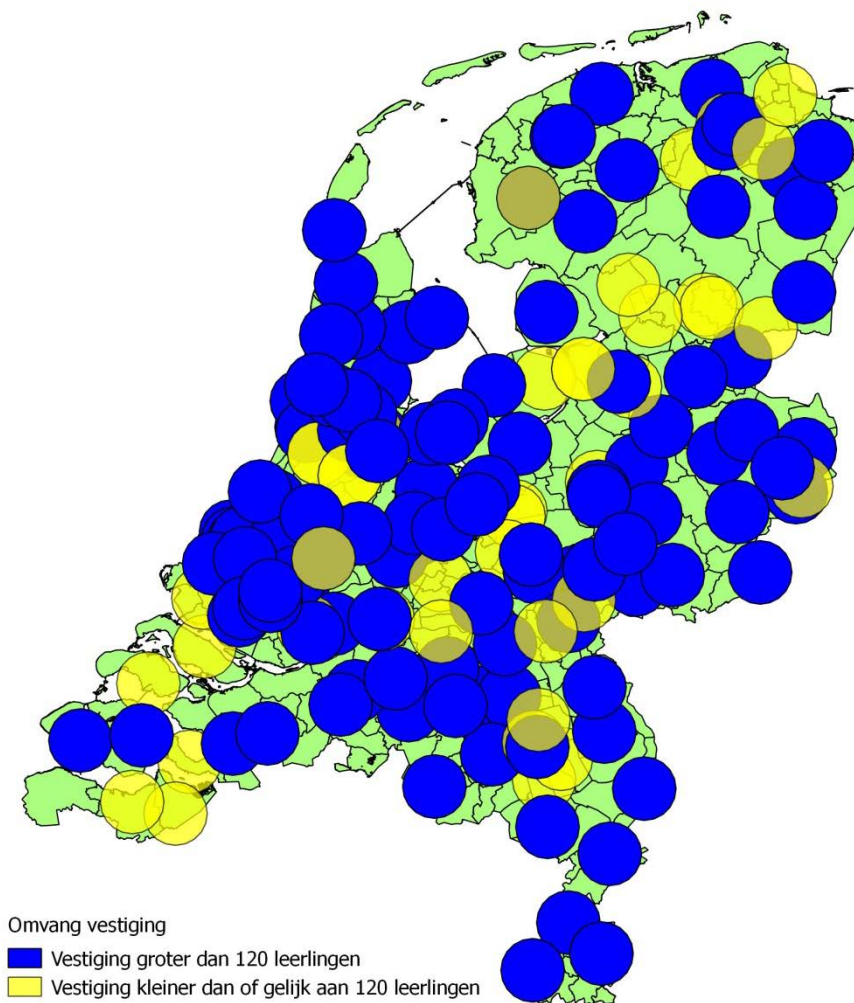 Omvang vestiging
Vestiging groter dan 120 leerlingen
Vestiging kleiner dan of gelijk aan 120 leerlingen